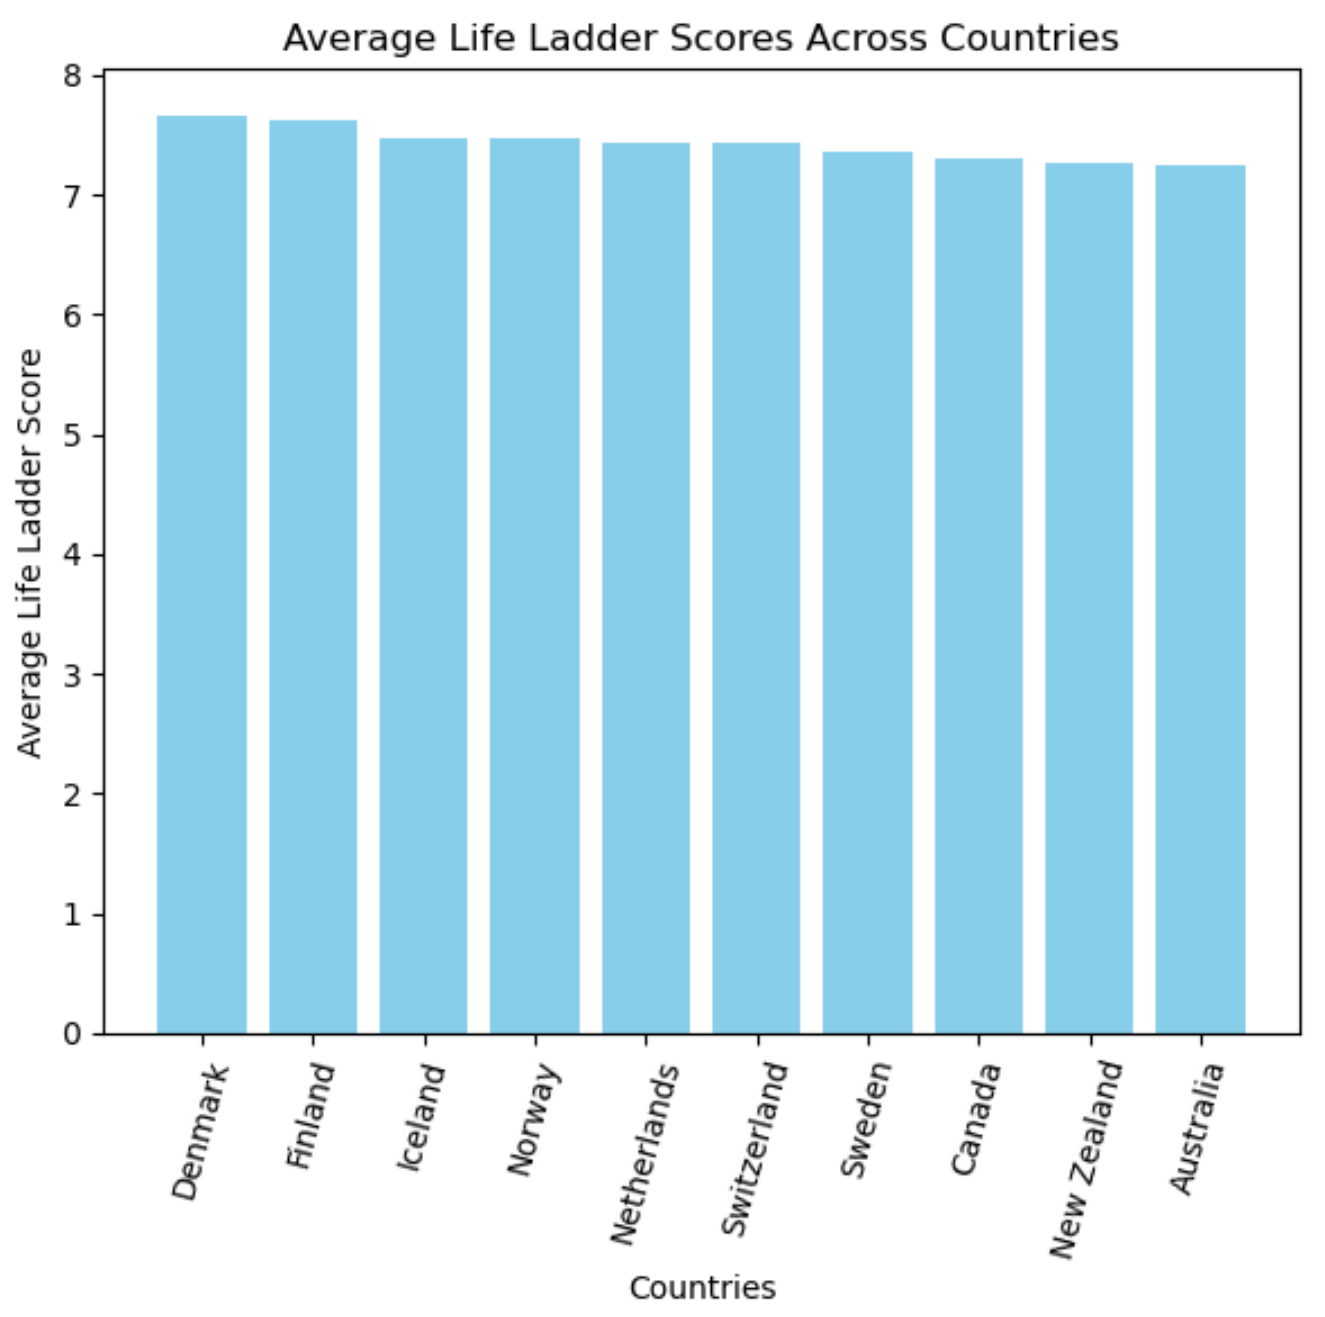 Average Life Ladder Scores Across Countries
Average Life Ladder Score
8
7
6
5
4
3
2
1
0
Denmark
Finland
Iceland
Norway
Netherlands
Switzerland
Sweden
Canada
New Zealand
Australia
Countries